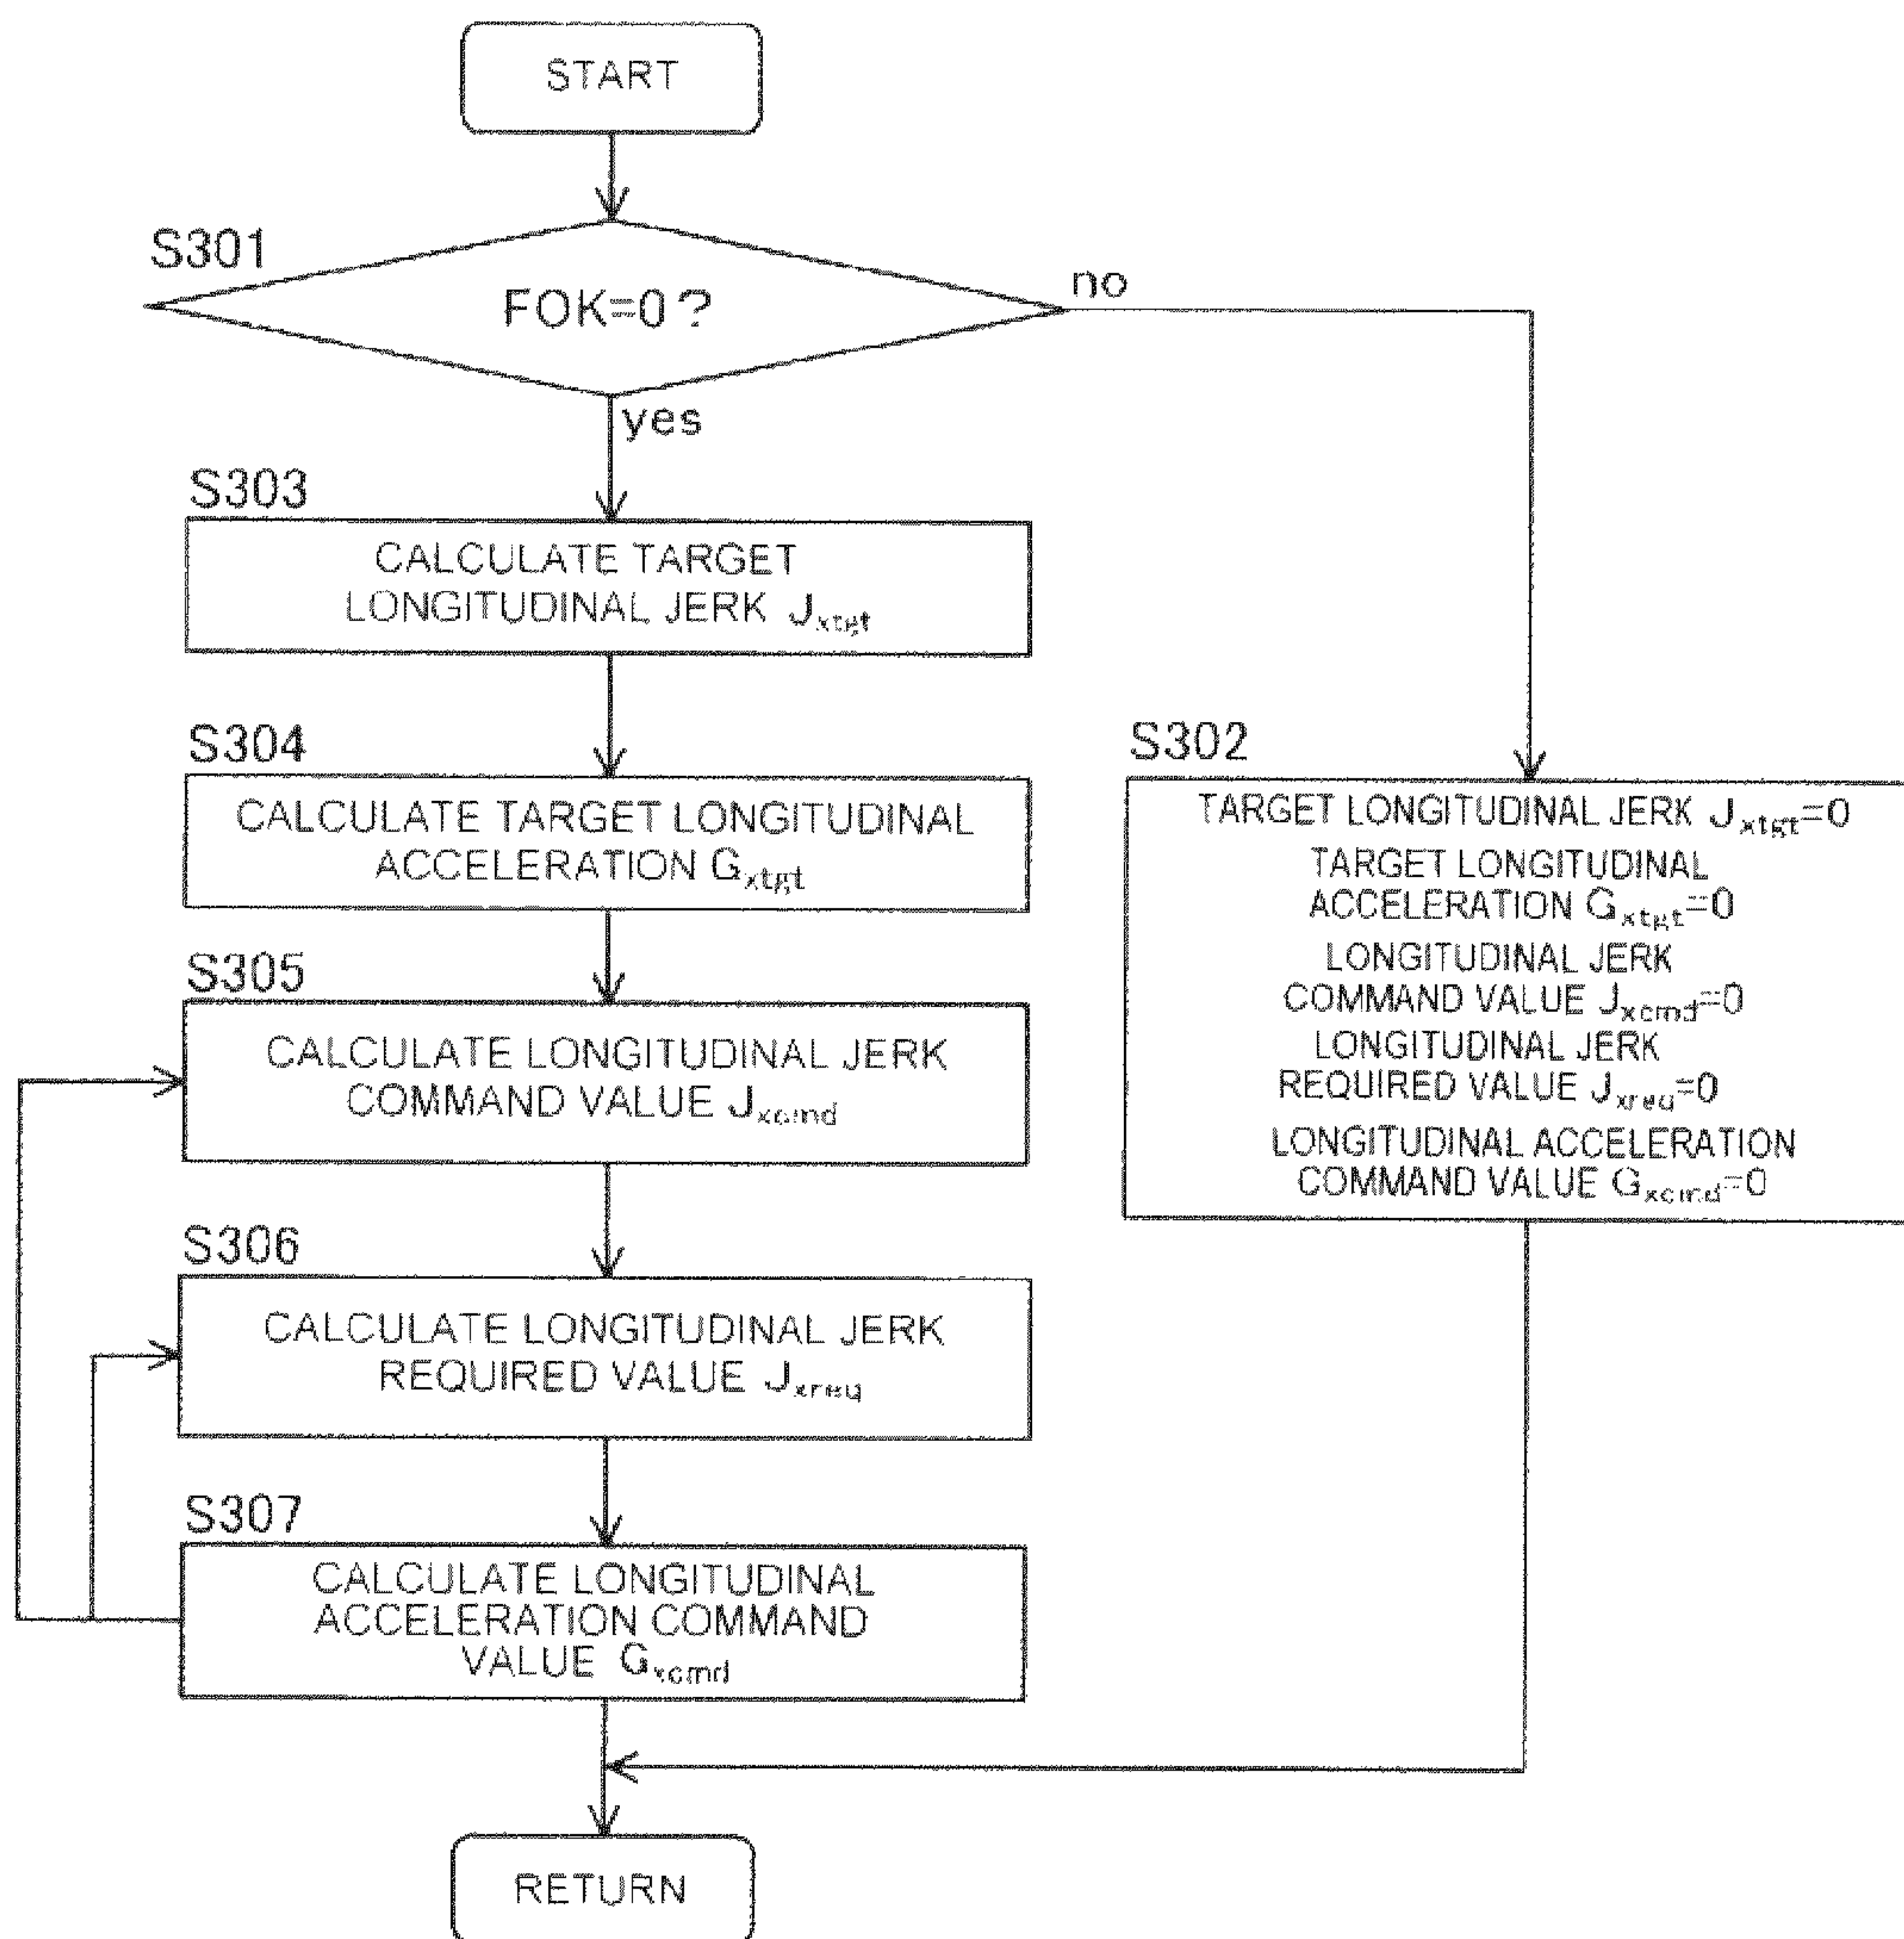 START
S301
FOK=0?
no
yes
S303
CALCULATE TARGET
LONGITUDINAL JERK Jxtgt
S304
CALCULATE TARGET LONGITUDINAL
ACCELERATION Gxtgt
S305
CALCULATE LONGITUDINAL JERK
COMMAND VALUE Jxcmd
S306
CALCULATE LONGITUDINAL JERK
REQUIRED VALUE Jxreq
S307
CALCULATE LONGITUDINAL
ACCELERATION COMMAND
VALUE Gxcmd
S302
TARGET LONGITUDINAL JERK Jxtgt=0
TARGET LONGITUDINAL
ACCELERATION Gxtgt=0
LONGITUDINAL JERK
COMMAND VALUE Jxcmd=0
LONGITUDINAL JERK
REQUIRED VALUE Jxreq=0
LONGITUDINAL ACCELERATION
COMMAND VALUE Gxcmd=0
RETURN